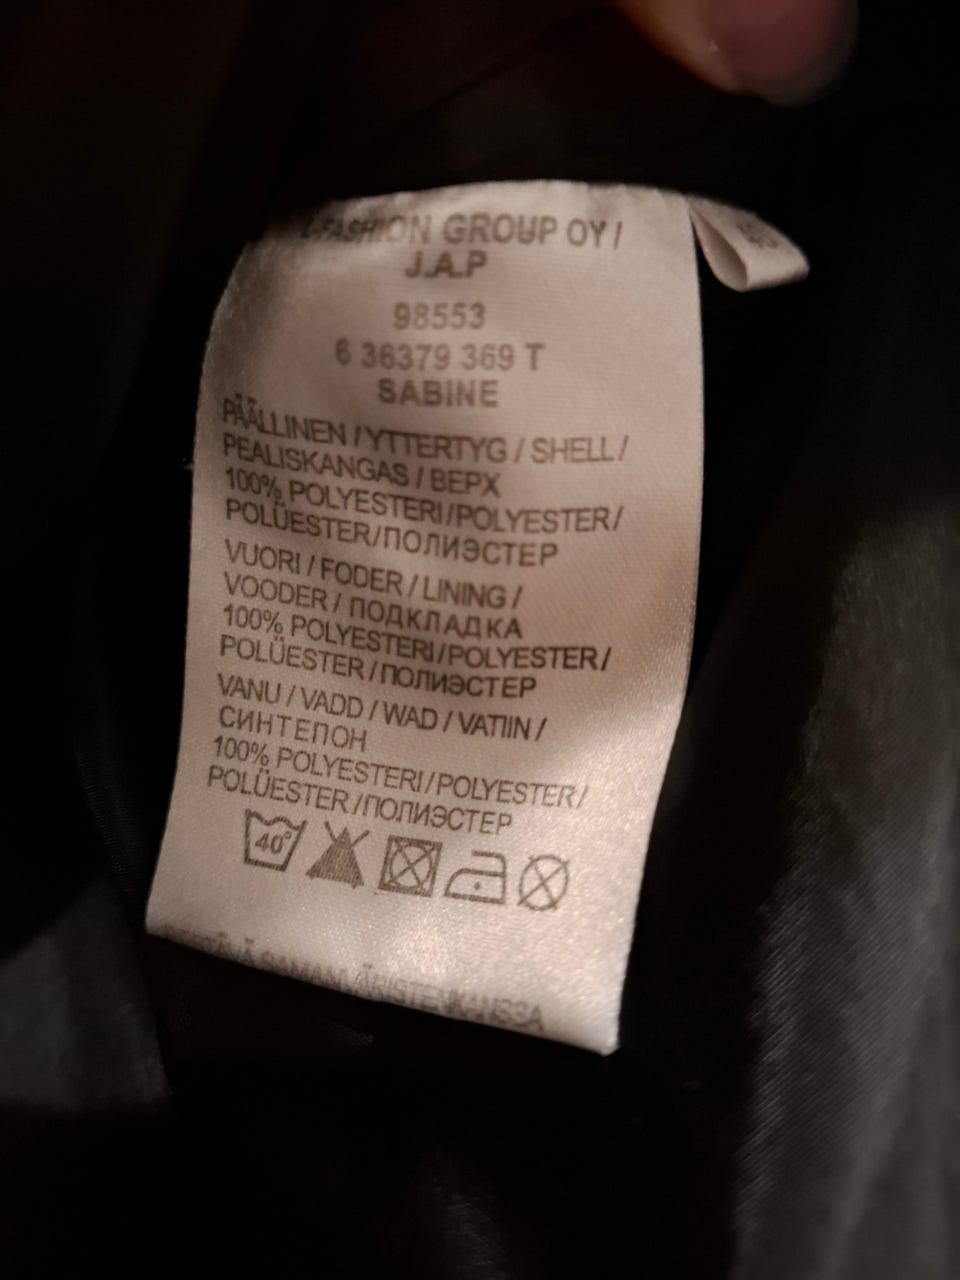 L-FASHION GROUP OY /
J.A.P
98553
6 36379 369 T
SABINE
PÄÄLLINEN / YTTERTYG / SHELL /
PEALISKANGAS / ВЕРХ
100% POLYESTERI / POLYESTER /
POLÜESTER / ПОЛИЭСТЕР
VUORI / FODER / LINING /
VOODER / ПОДКЛАДКА
100% POLYESTERI / POLYESTER /
POLÜESTER / ПОЛИЭСТЕР
VANU / VADD / WAD / VATIIN /
СИНТЕПОН
100% POLYESTERI / POLYESTER /
POLÜESTER / ПОЛИЭСТЕР
40°